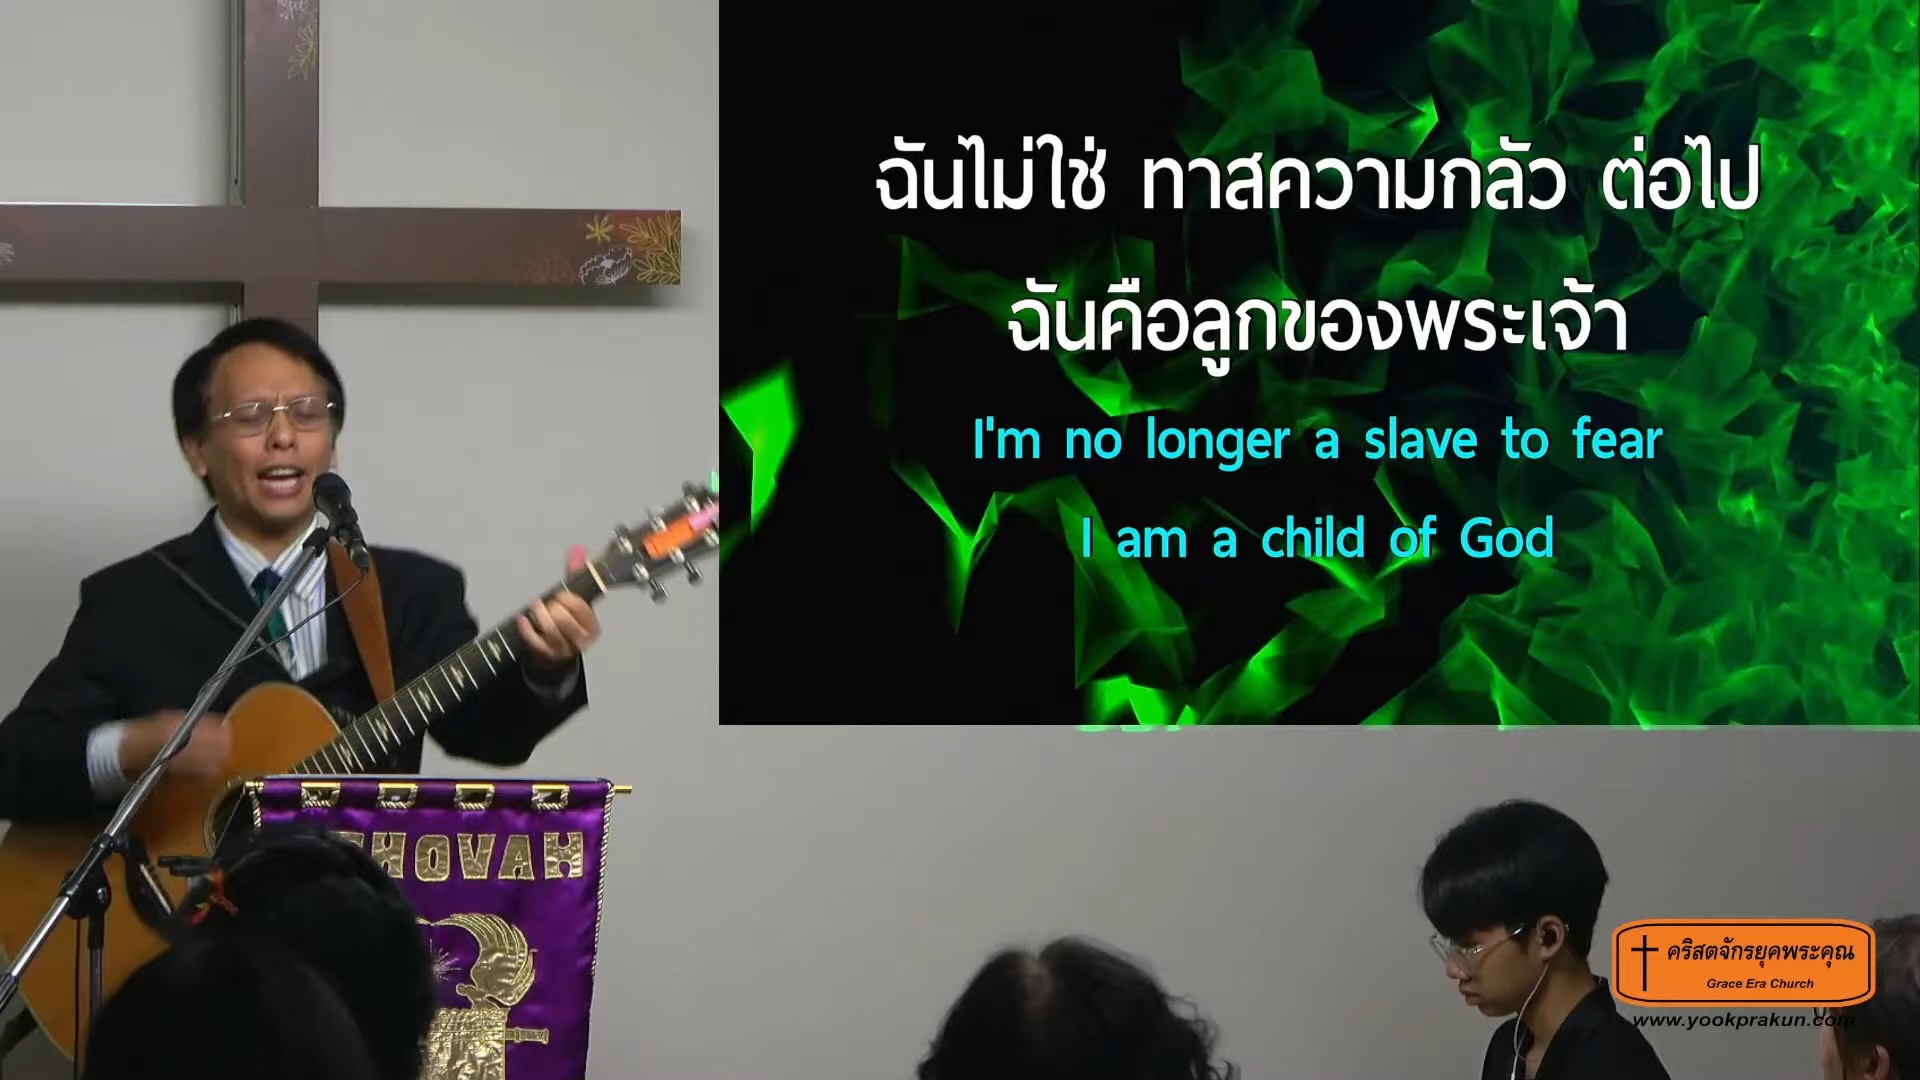 ฉันไม่ใช่ ทาสความกลัว ต่อไป
ฉันคือลูกของพระเจ้า
I'm no longer a slave to fear
I am a child of God
คริสตจักรยุคพระคุณ
Grace Era Church
www.yookprakun.com